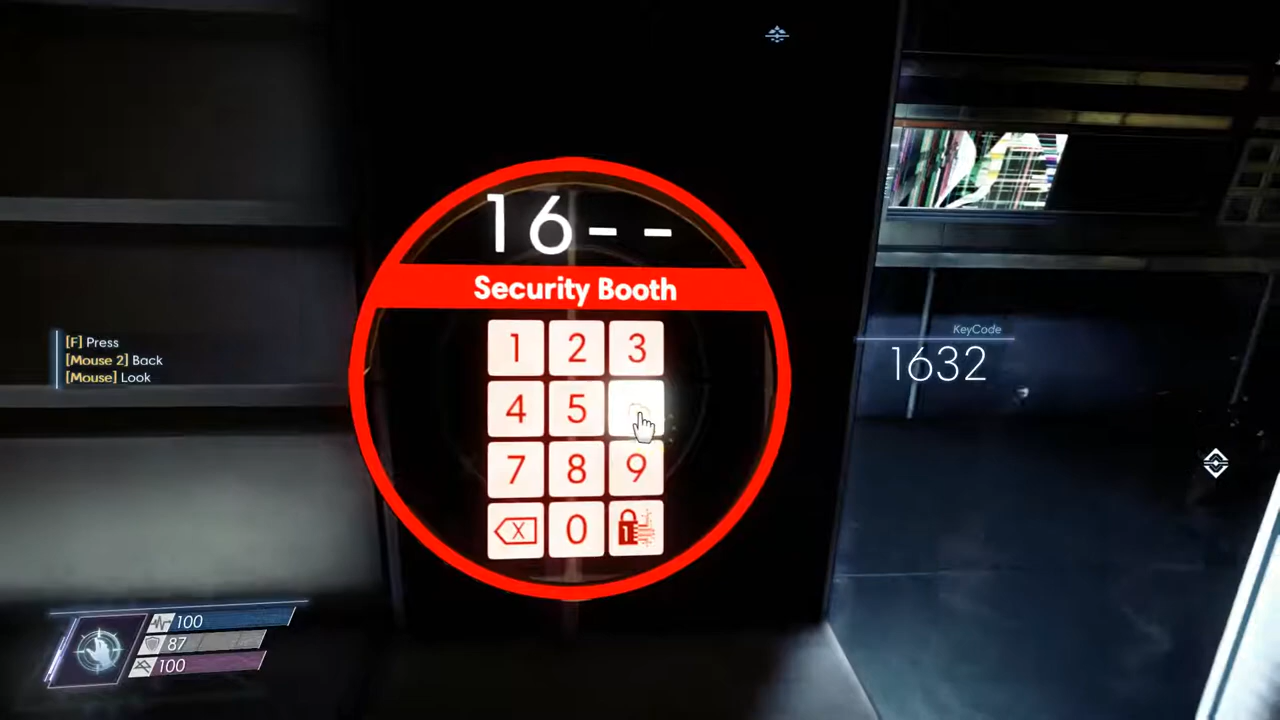 16--
Security Booth
1 2 3
4 5
7 8 9
0 1
[F] Press
[Mouse 2] Back
[Mouse] Look
KeyCode
1632
100
87
100